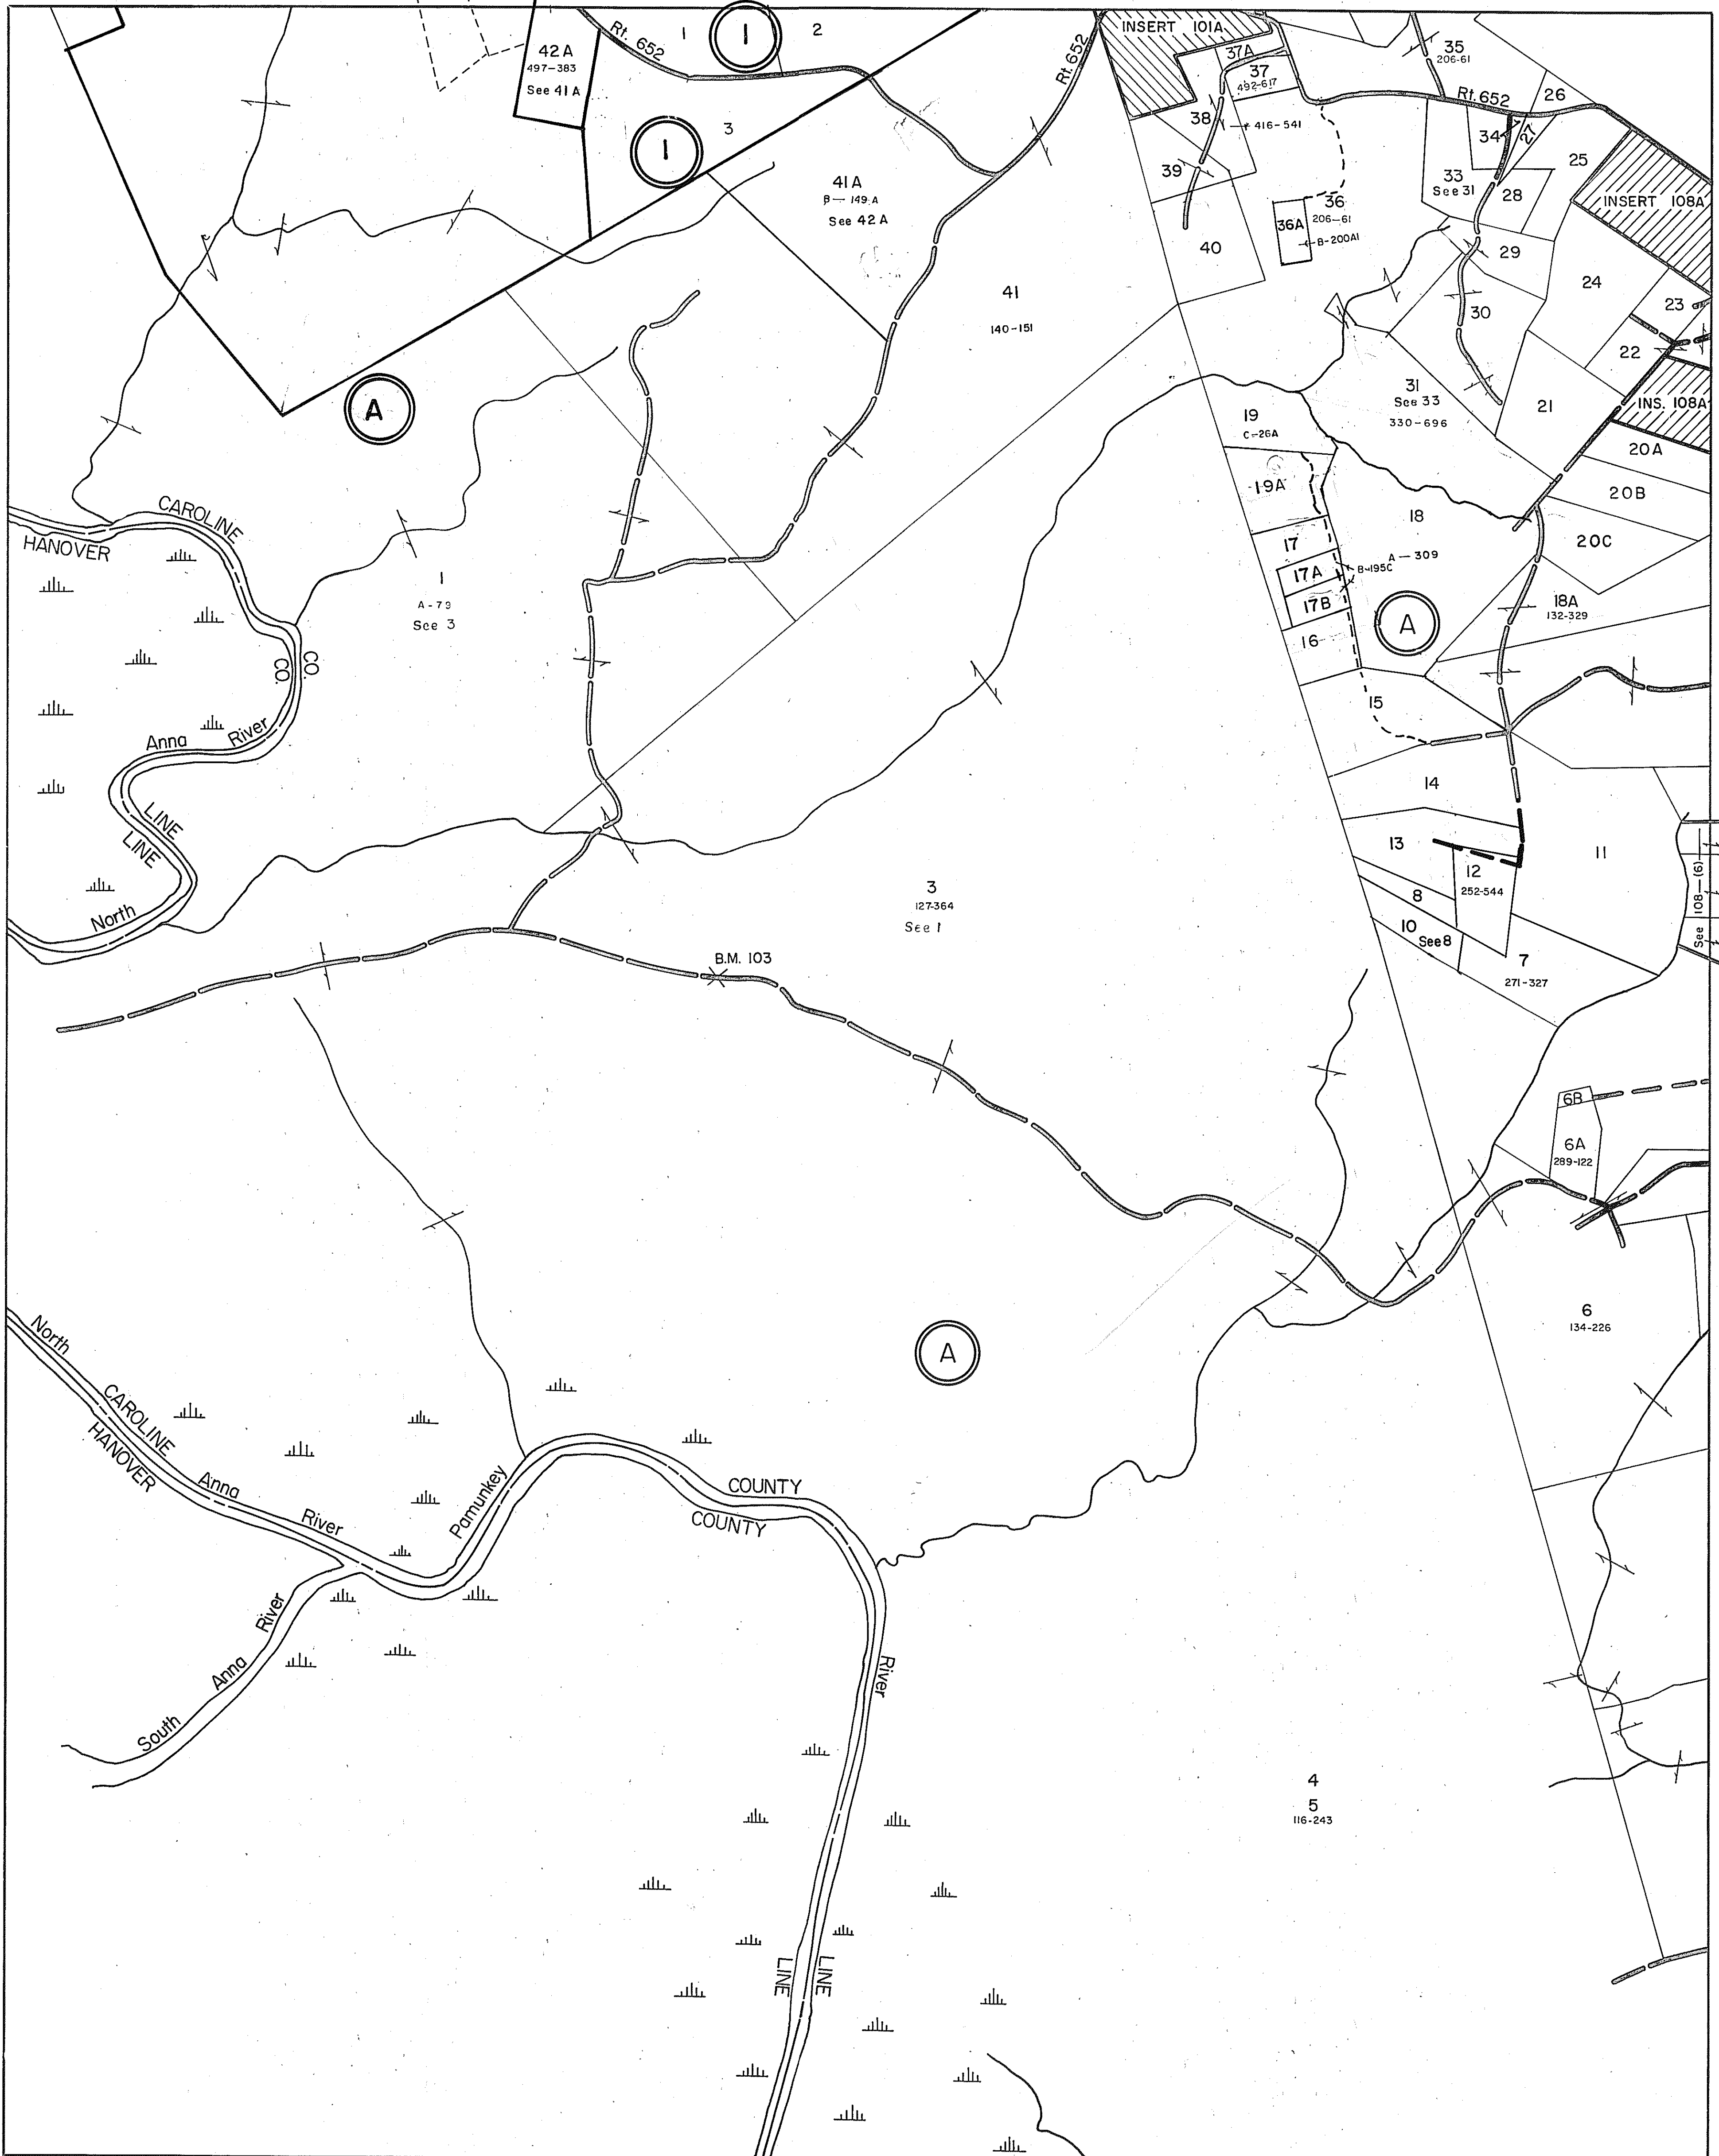 42A
497-383
See 41A
Rt. 652
1
1
2
1
3
Rt. 652
INSERT 101A
37A
37
492-617
38
416-541
39
40
35
206-61
Rt. 652
26
34
27
25
33
See 31
28
INSERT 108A
36
206-61
36A
B-200A1
29
24
23
30
22
41A
B-149A
See 42A
41
140-151
31
See 33
330-696
21
INS. 108A
20A
20B
20C
A
19
C-26A
19A
18
A-309
17
17A
B-195C
17B
16
A
18A
132-329
15
14
13
12
252-544
11
8
10
See 8
7
271-327
See 108-(6)
CAROLINE
HANOVER
CO.
CO.
Anna River
LINE
LINE
North
1
A-79
See 3
3
127-364
See 1
B.M. 103
6B
6A
289-122
6
134-226
A
North
CAROLINE
HANOVER
Anna
River
Pamunkey
COUNTY
COUNTY
River
South Anna River
LINE
LINE
4
5
116-243